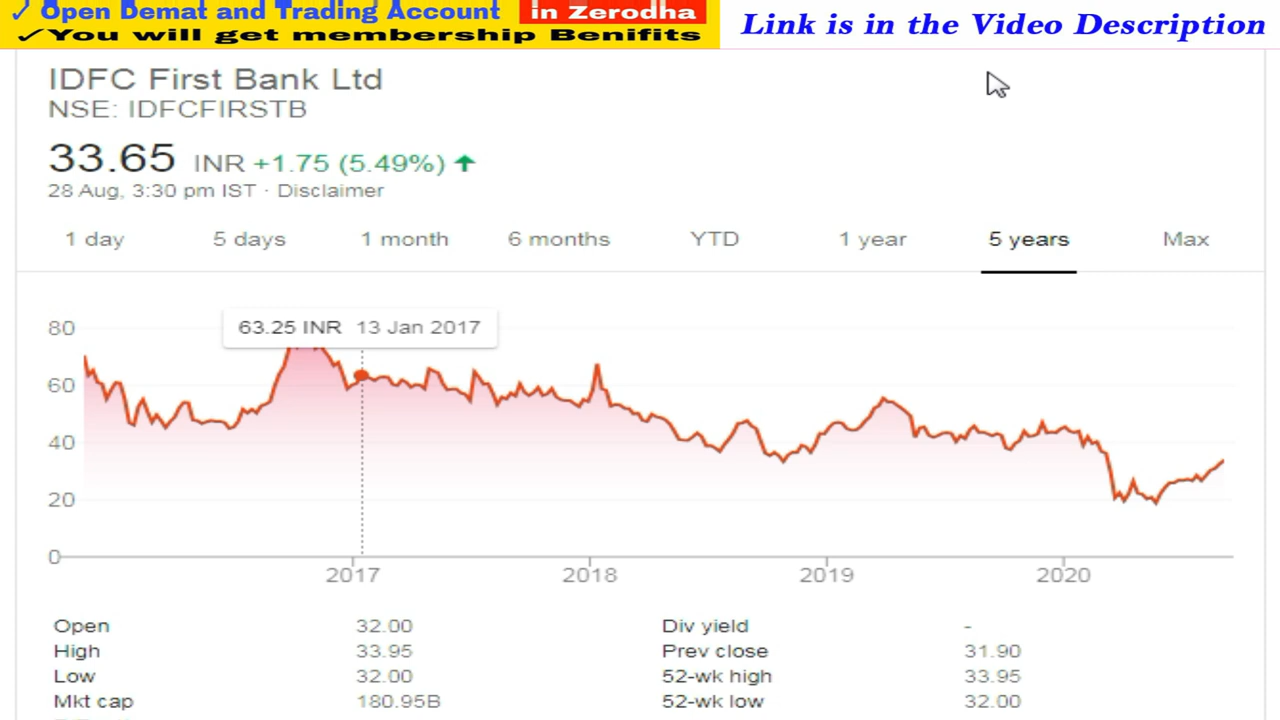 ✓ Open Demat and Trading Account in Zerodha
✓You will get membership Benifits
Link is in the Video Description
IDFC First Bank Ltd
NSE: IDFCFIRSTB
33.65 INR +1.75 (5.49%) ↑
28 Aug, 3:30 pm IST · Disclaimer
1 day 5 days 1 month 6 months YTD 1 year 5 years Max
63.25 INR 13 Jan 2017
80
60
40
20
0
2017 2018 2019 2020
Open 32.00 Div yield -
High 33.95 Prev close 31.90
Low 32.00 52-wk high 33.95
Mkt cap 180.95B 52-wk low 32.00